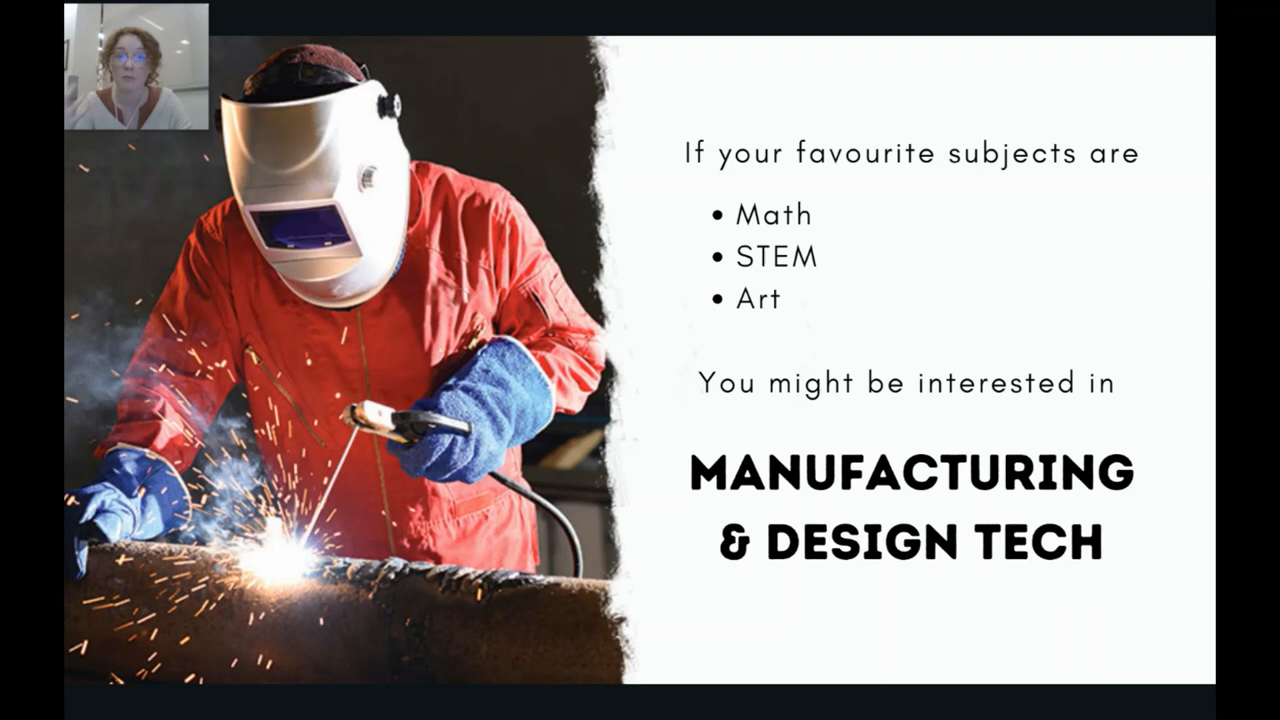 If your favourite subjects are
• Math
• STEM
• Art
You might be interested in
MANUFACTURING
& DESIGN TECH